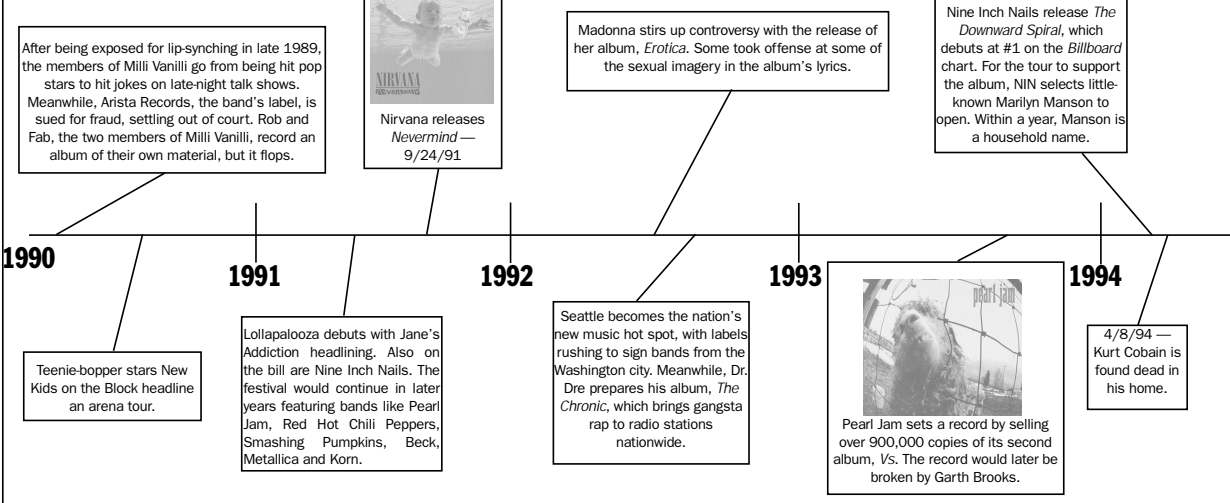 After being exposed for lip-synching in late 1989,
the members of Milli Vanilli go from being hit pop
stars to hit jokes on late-night talk shows.
Meanwhile, Arista Records, the band's label, is
sued for fraud, settling out of court. Rob and
Fab, the two members of Milli Vanilli, record an
album of their own material, but it flops.
NIRVANA
NEVERMIND
Nirvana releases
Nevermind —
9/24/91
Madonna stirs up controversy with the release of
her album, Erotica. Some took offense at some of
the sexual imagery in the album's lyrics.
Nine Inch Nails release The
Downward Spiral, which
debuts at #1 on the Billboard
chart. For the tour to support
the album, NIN selects little-
known Marilyn Manson to
open. Within a year, Manson is
a household name.
1990
1991
1992
1993
1994
Teenie-bopper stars New
Kids on the Block headline
an arena tour.
Lollapalooza debuts with Jane's
Addiction headlining. Also on
the bill are Nine Inch Nails. The
festival would continue in later
years featuring bands like Pearl
Jam, Red Hot Chili Peppers,
Smashing Pumpkins, Beck,
Metallica and Korn.
Seattle becomes the nation's
new music hot spot, with labels
rushing to sign bands from the
Washington city. Meanwhile, Dr.
Dre prepares his album, The
Chronic, which brings gangsta
rap to radio stations
nationwide.
pearl jam
Pearl Jam sets a record by selling
over 900,000 copies of its second
album, Vs. The record would later be
broken by Garth Brooks.
4/8/94 —
Kurt Cobain is
found dead in
his home.